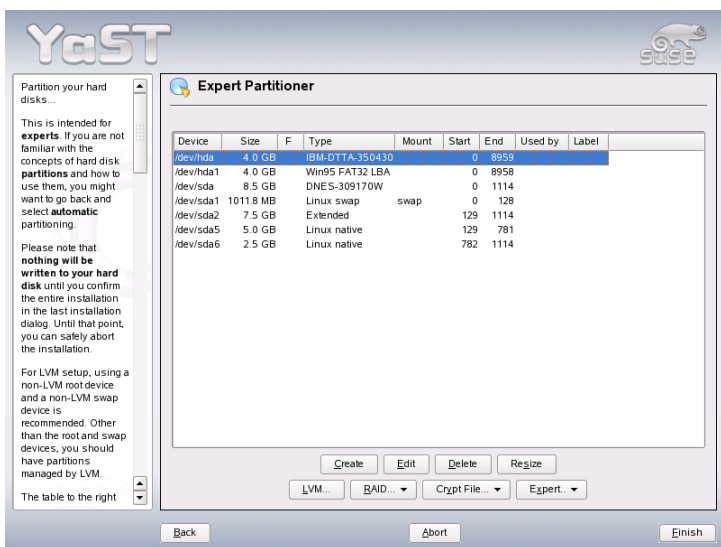 YaST
SUSE
Partition your hard
disks...
This is intended for
experts. If you are not
familiar with the
concepts of hard disk
partitions and how to
use them, you might
want to go back and
select automatic
partitioning.
Please note that
nothing will be
written to your hard
disk until you confirm
the entire installation
in the last installation
dialog. Until that point,
you can safely abort
the installation.
For LVM setup, using a
non-LVM root device
and a non-LVM swap
device is
recommended. Other
than the root and swap
devices, you should
have partitions
managed by LVM.
The table to the right
Expert Partitioner
Device Size F Type Mount Start End Used by Label
/dev/hda 4.0 GB IBM-DTTA-350430 0 8959
/dev/hda1 4.0 GB Win95 FAT32 LBA 0 8958
/dev/sda 8.5 GB DNES-309170W 0 1114
/dev/sda1 1011.8 MB Linux swap swap 0 128
/dev/sda2 7.5 GB Extended 129 1114
/dev/sda5 5.0 GB Linux native 129 781
/dev/sda6 2.5 GB Linux native 782 1114
Create Edit Delete Resize
LVM... RAID... Crypt File... Expert..
Back Abort Finish